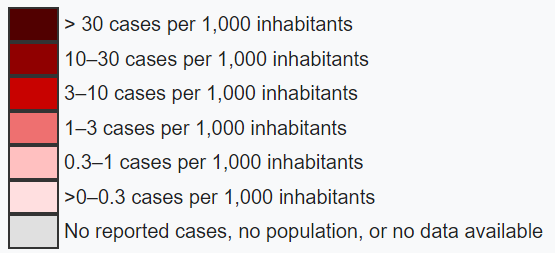 > 30 cases per 1,000 inhabitants
10–30 cases per 1,000 inhabitants
3–10 cases per 1,000 inhabitants
1–3 cases per 1,000 inhabitants
0.3–1 cases per 1,000 inhabitants
>0–0.3 cases per 1,000 inhabitants
No reported cases, no population, or no data available